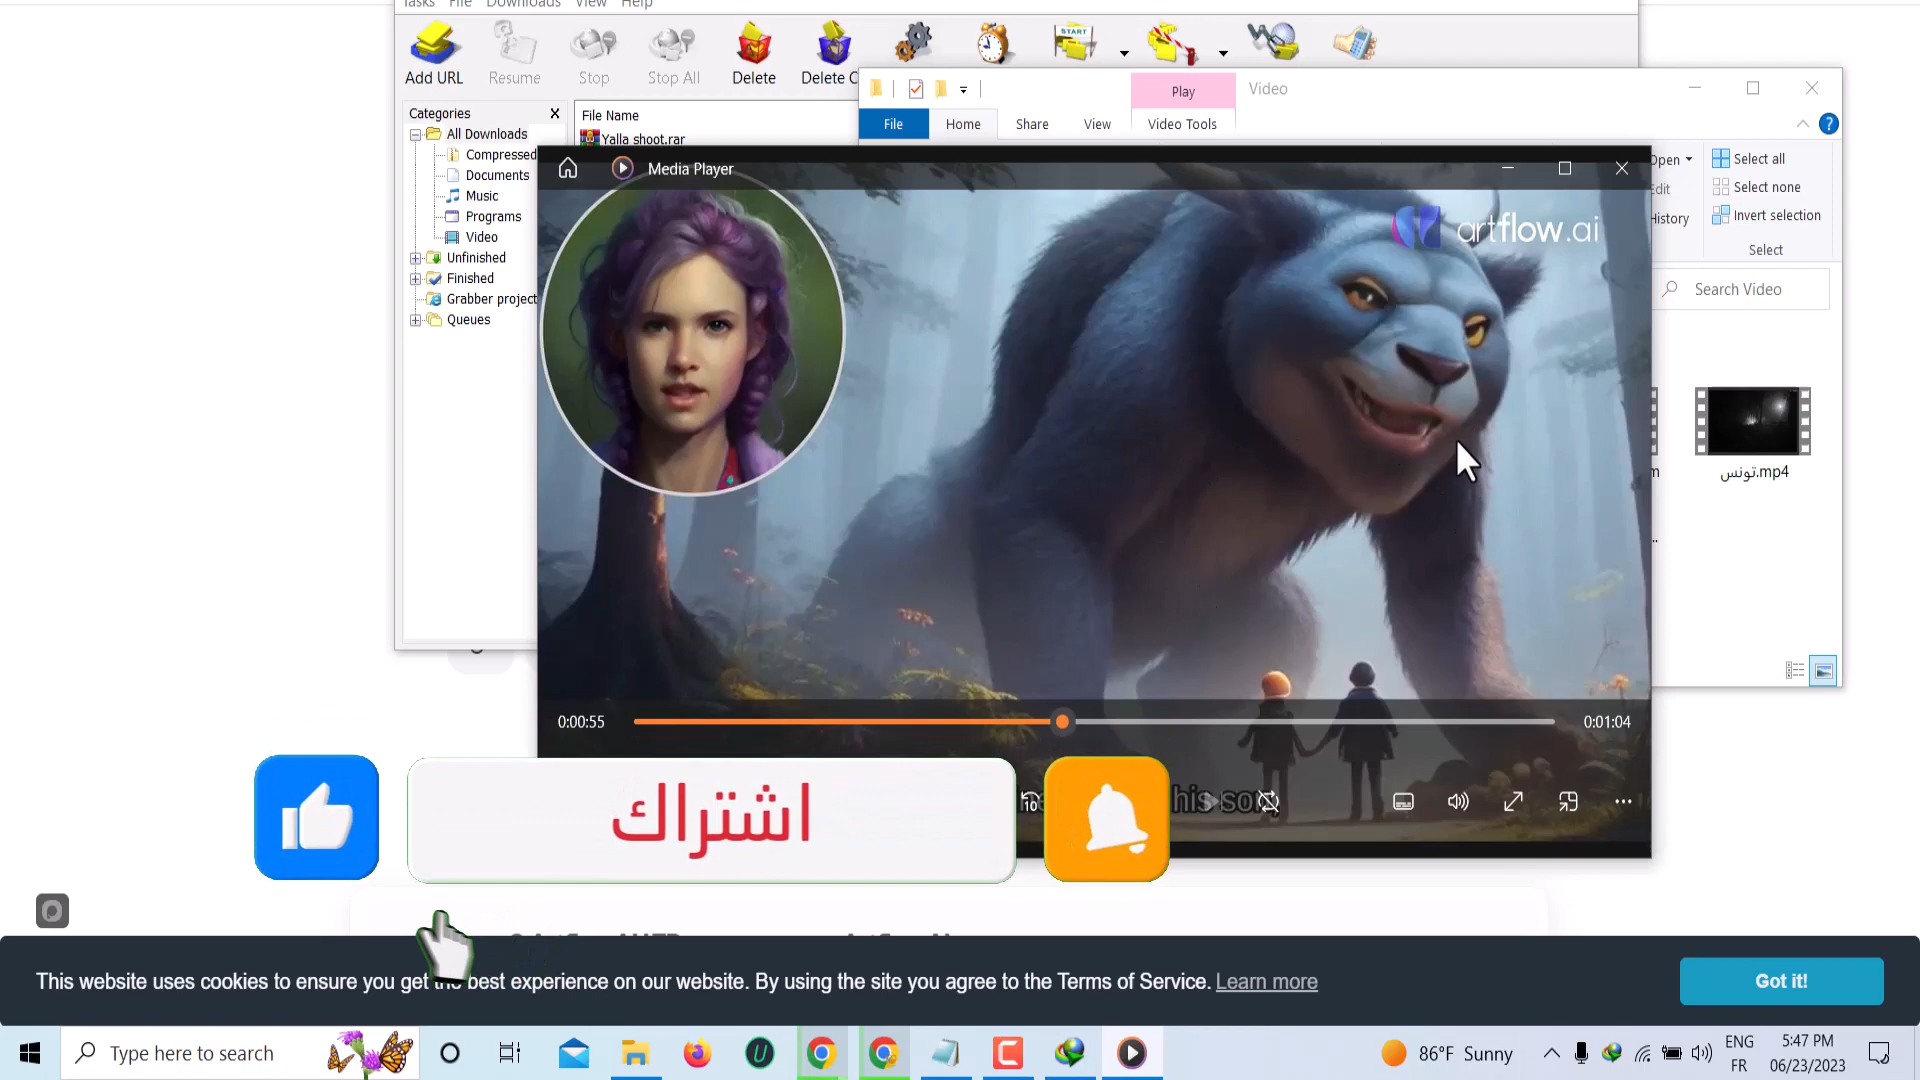 Tasks File Downloads View Help
Add URL
Resume
Stop
Stop All
Delete
Delete C
Categories
File Name
Yalla shoot.rar
All Downloads
Compressed
Documents
Music
Programs
Video
Unfinished
Finished
Grabber project
Queues
Play
Video
File
Home
Share
View
Video Tools
Open
Edit
History
Select all
Select none
Invert selection
Select
Search Video
تونس.mp4
Media Player
artflow.ai
0:00:55
0:01:04
10
his son
اشتراك
This website uses cookies to ensure you get the best experience on our website. By using the site you agree to the Terms of Service. Learn more
Got it!
Type here to search
86°F Sunny
ENG
FR
5:47 PM
06/23/2023